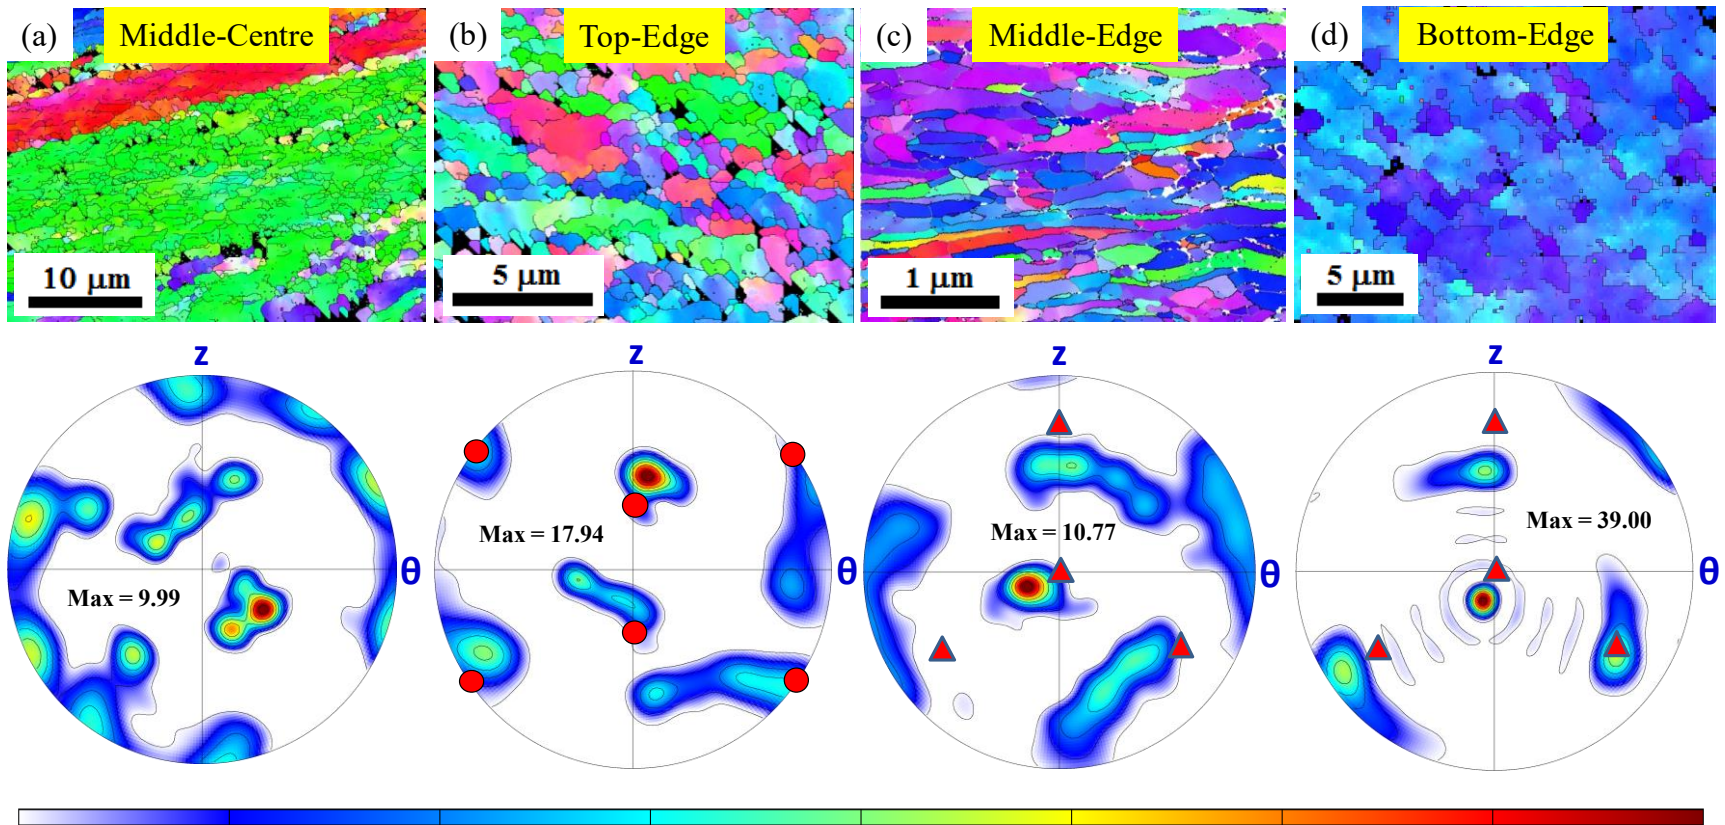 (a) Middle-Centre
(b) Top-Edge
(c) Middle-Edge
(d) Bottom-Edge
10 μm
5 μm
1 μm
5 μm
z
z
z
z
θ
θ
θ
θ
Max = 9.99
Max = 17.94
Max = 10.77
Max = 39.00